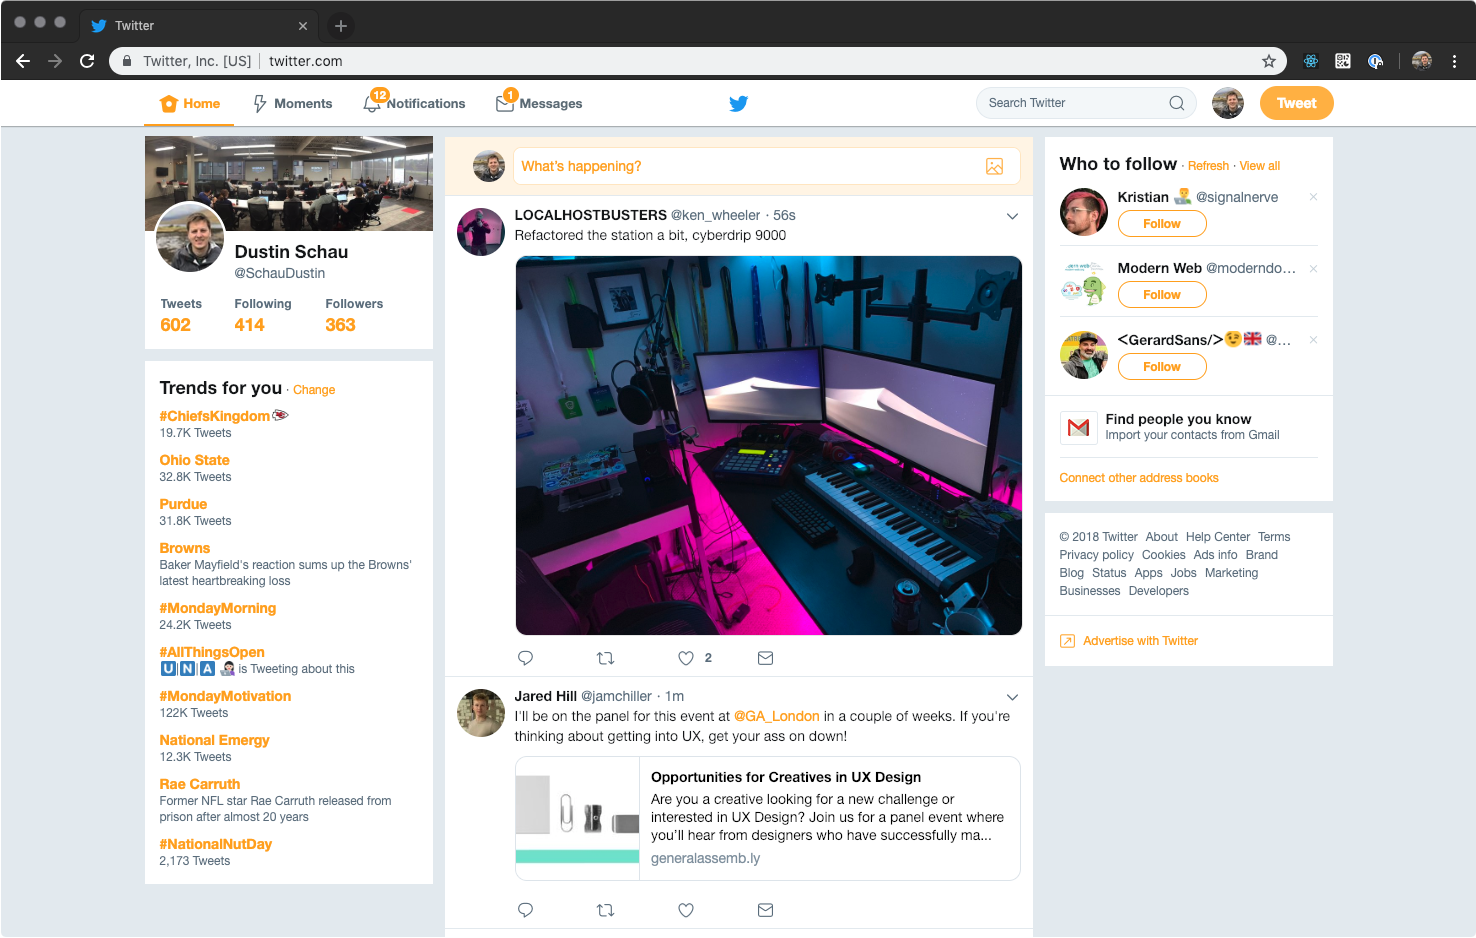 Twitter
Twitter, Inc. [US] twitter.com
Home
Moments
12
Notifications
1
Messages
Search Twitter
Tweet
Dustin Schau
@SchauDustin
Tweets Following Followers
602 414 363
Trends for you · Change
#ChiefsKingdom
19.7K Tweets
Ohio State
32.8K Tweets
Purdue
31.8K Tweets
Browns
Baker Mayfield's reaction sums up the Browns'
latest heartbreaking loss
#MondayMorning
24.2K Tweets
#AllThingsOpen
U N A is Tweeting about this
#MondayMotivation
122K Tweets
National Emergy
12.3K Tweets
Rae Carruth
Former NFL star Rae Carruth released from
prison after almost 20 years
#NationalNutDay
2,173 Tweets
What's happening?
LOCALHOSTBUSTERS @ken_wheeler · 56s
Refactored the station a bit, cyberdrip 9000
2
Jared Hill @jamchiller · 1m
I'll be on the panel for this event at @GA_London in a couple of weeks. If you're
thinking about getting into UX, get your ass on down!
Opportunities for Creatives in UX Design
Are you a creative looking for a new challenge or
interested in UX Design? Join us for a panel event where
you'll hear from designers who have successfully ma...
generalassemb.ly
Who to follow · Refresh · View all
Kristian @signalnerve
Follow
Modern Web @moderndo...
Follow
<GerardSans/> @...
Follow
Find people you know
Import your contacts from Gmail
Connect other address books
© 2018 Twitter About Help Center Terms
Privacy policy Cookies Ads info Brand
Blog Status Apps Jobs Marketing
Businesses Developers
Advertise with Twitter